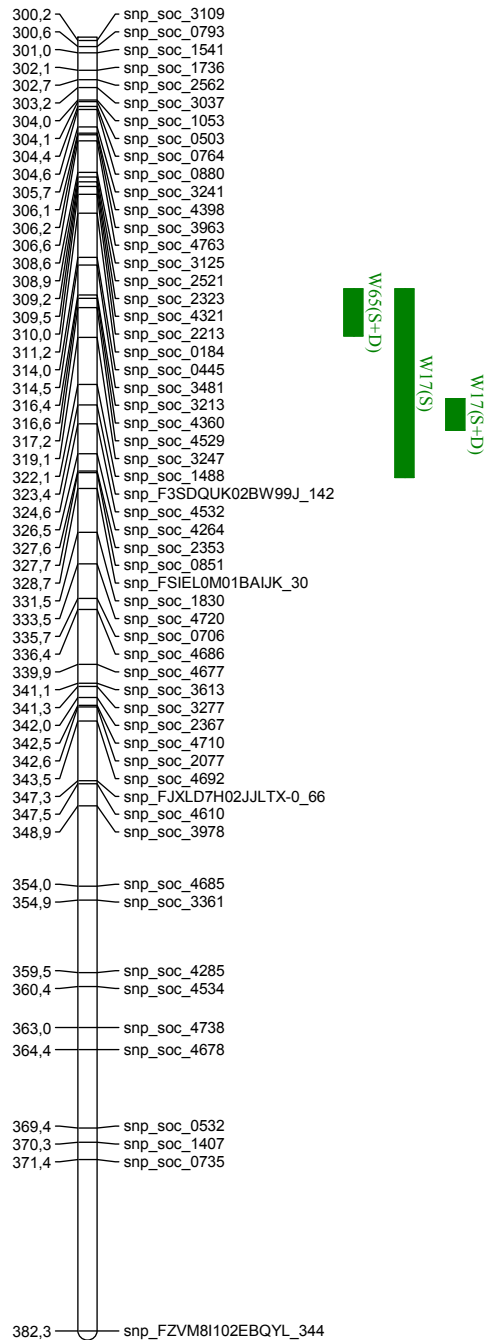 300,2 snp_soc_3109
300,6 snp_soc_0793
301,0 snp_soc_1541
302,1 snp_soc_1736
302,7 snp_soc_2562
303,2 snp_soc_3037
304,0 snp_soc_1053
304,1 snp_soc_0503
304,4 snp_soc_0764
304,6 snp_soc_0880
305,7 snp_soc_3241
306,1 snp_soc_4398
306,2 snp_soc_3963
306,6 snp_soc_4763
308,6 snp_soc_3125
308,9 snp_soc_2521
309,2 snp_soc_2323
309,5 snp_soc_4321
310,0 snp_soc_2213
311,2 snp_soc_0184
314,0 snp_soc_0445
314,5 snp_soc_3481
316,4 snp_soc_3213
316,6 snp_soc_4360
317,2 snp_soc_4529
319,1 snp_soc_3247
322,1 snp_soc_1488
323,4 snp_F3SDQUK02BW99J_142
324,6 snp_soc_4532
326,5 snp_soc_4264
327,6 snp_soc_2353
327,7 snp_soc_0851
328,7 snp_FSIEL0M01BAIJK_30
331,5 snp_soc_1830
333,5 snp_soc_4720
335,7 snp_soc_0706
336,4 snp_soc_4686
339,9 snp_soc_4677
341,1 snp_soc_3613
341,3 snp_soc_3277
342,0 snp_soc_2367
342,5 snp_soc_4710
342,6 snp_soc_2077
343,5 snp_soc_4692
347,3 snp_FJXLD7H02JJLTX-0_66
347,5 snp_soc_4610
348,9 snp_soc_3978
354,0 snp_soc_4685
354,9 snp_soc_3361
359,5 snp_soc_4285
360,4 snp_soc_4534
363,0 snp_soc_4738
364,4 snp_soc_4678
369,4 snp_soc_0532
370,3 snp_soc_1407
371,4 snp_soc_0735
382,3 snp_FZVM8I102EBQYL_344
W65(S+D)
W17(S)
W17(S+D)